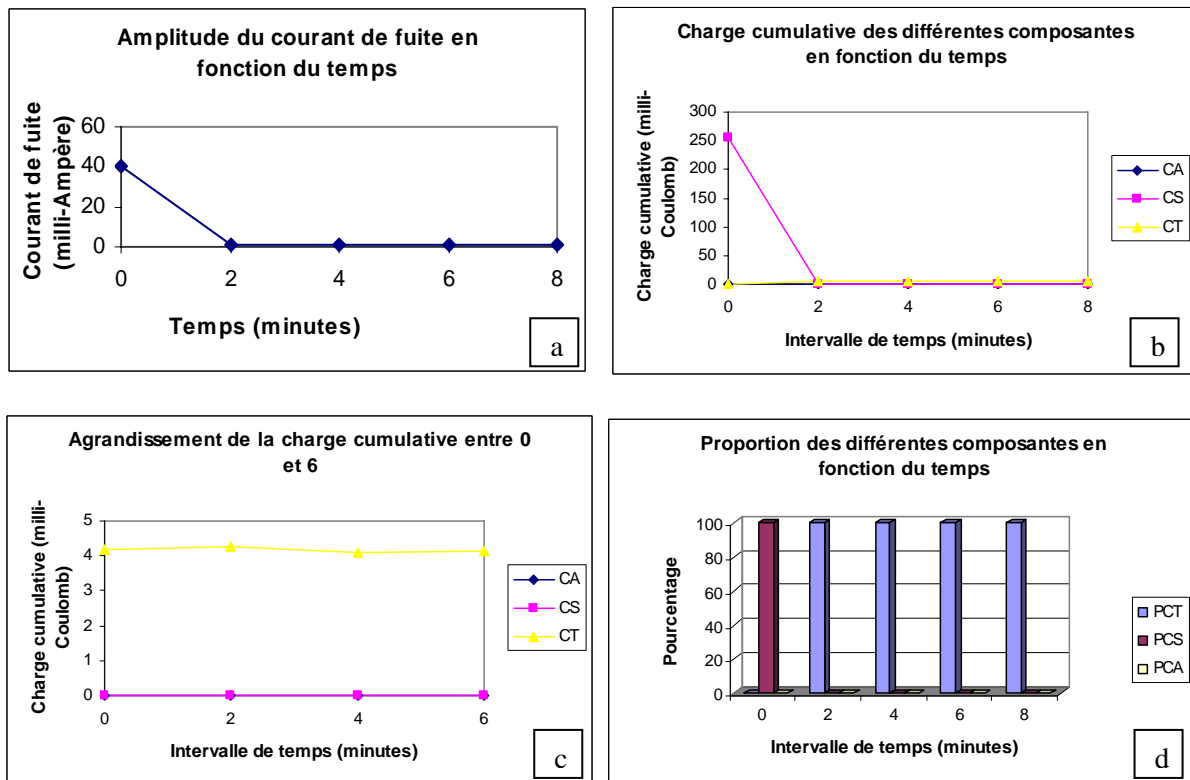 Amplitude du courant de fuite en
fonction du temps
Courant de fuite
(milli-Ampère)
60
40
20
0
0 2 4 6 8
Temps (minutes)
a
Charge cumulative des différentes composantes
en fonction du temps
Charge cumulative (milli-
Coulomb)
300
250
200
150
100
50
0
0 2 4 6 8
Intervalle de temps (minutes)
CA
CS
CT
b
Agrandissement de la charge cumulative entre 0
et 6
Charge cumulative (milli-
Coulomb)
5
4
3
2
1
0
0 2 4 6
Intervalle de temps (minutes)
CA
CS
CT
c
Proportion des différentes composantes en
fonction du temps
Pourcentage
100
80
60
40
20
0
0 2 4 6 8
Intervalle de temps (minutes)
PCT
PCS
PCA
d